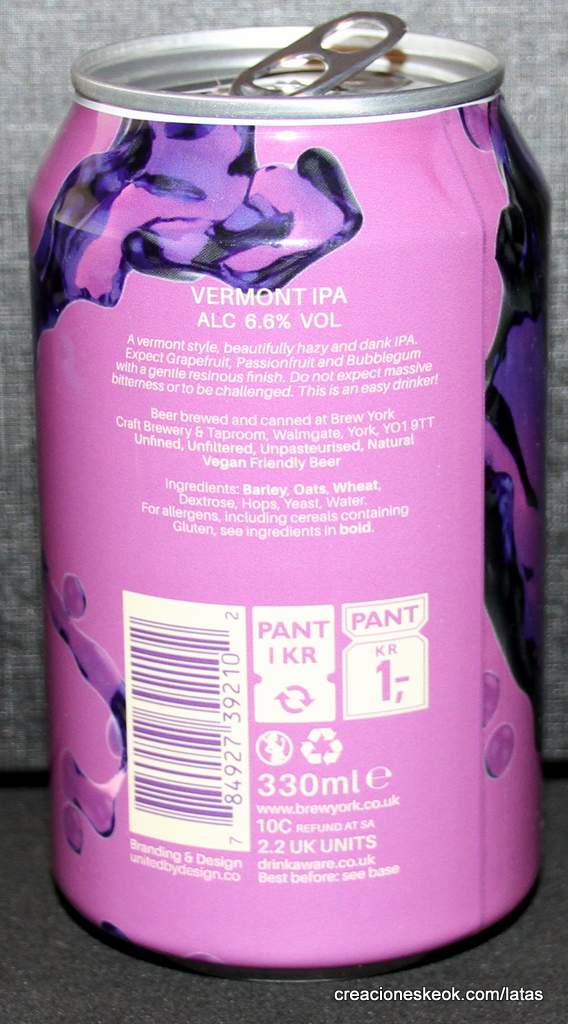 VERMONT IPA
ALC 6.6% VOL
A vermont style, beautifully hazy and dank IPA.
Expect Grapefruit, Passionfruit and Bubblegum
with a gentle resinous finish. Do not expect massive
bitterness or to be challenged. This is an easy drinker!
Beer brewed and canned at Brew York
Craft Brewery & Taproom, Walmgate, York, YO1 9TT
Unfined, Unfiltered, Unpasteurised, Natural
Vegan Friendly Beer
Ingredients: Barley, Oats, Wheat,
Dextrose, Hops, Yeast, Water.
For allergens, including cereals containing
Gluten, see ingredients in bold.
7 84927 39210 2
PANT
1 KR
PANT
KR
1,-
330ml e
www.brewyork.co.uk
10C REFUND AT SA
2.2 UK UNITS
drinkaware.co.uk
Best before: see base
Branding & Design
unitedbydesign.co
creacioneskeok.com/latas